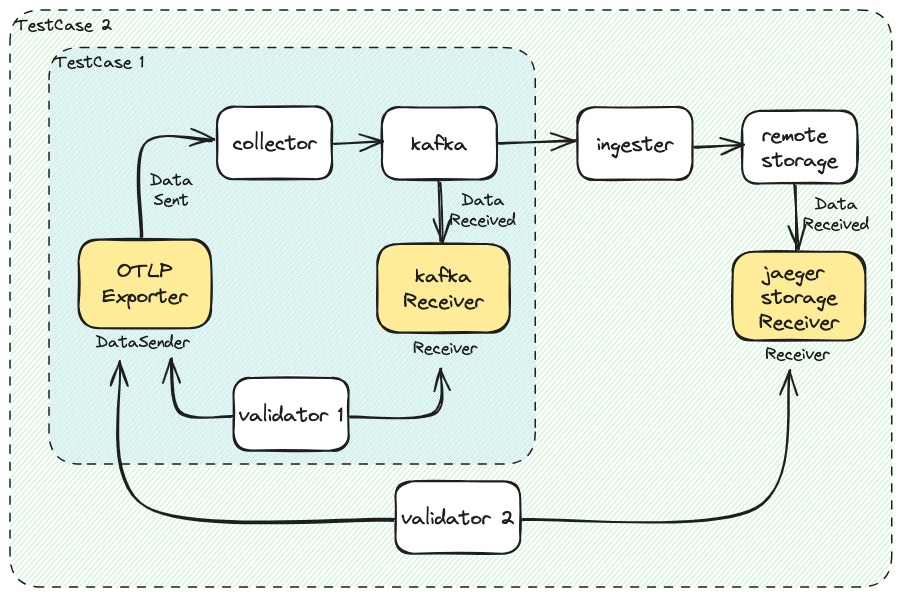 TestCase 2
TestCase 1
collector
kafka
ingester
remote
storage
Data
Sent
Data
Received
Data
Received
OTLP
Exporter
kafka
Receiver
jaeger
storage
Receiver
DataSender
Receiver
Receiver
validator 1
validator 2